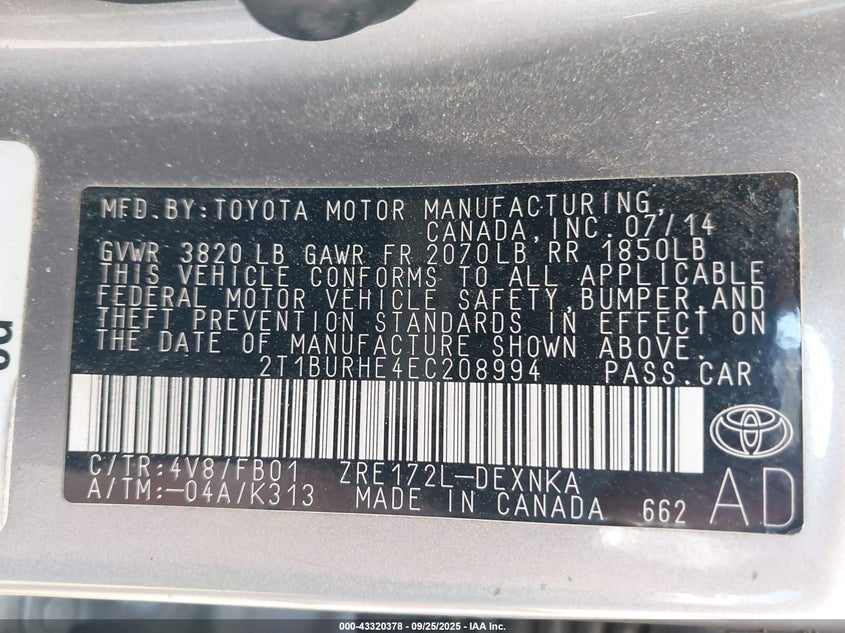 MFD.BY:TOYOTA MOTOR MANUFACTURING,
CANADA,INC. 07/14
GVWR 3820 LB GAWR FR 2070LB RR 1850LB
THIS VEHICLE CONFORMS TO ALL APPLICABLE
FEDERAL MOTOR VEHICLE SAFETY,BUMPER,AND
THEFT PREVENTION STANDARDS IN EFFECT ON
THE DATE OF MANUFACTURE SHOWN ABOVE.
2T1BURHE4EC208994 PASS.CAR
C/TR:4V8/FB01 ZRE172L-DEXNKA
A/TM:-04A/K313 MADE IN CANADA 662 AD
000-43320378 - 09/25/2025 - IAA Inc.